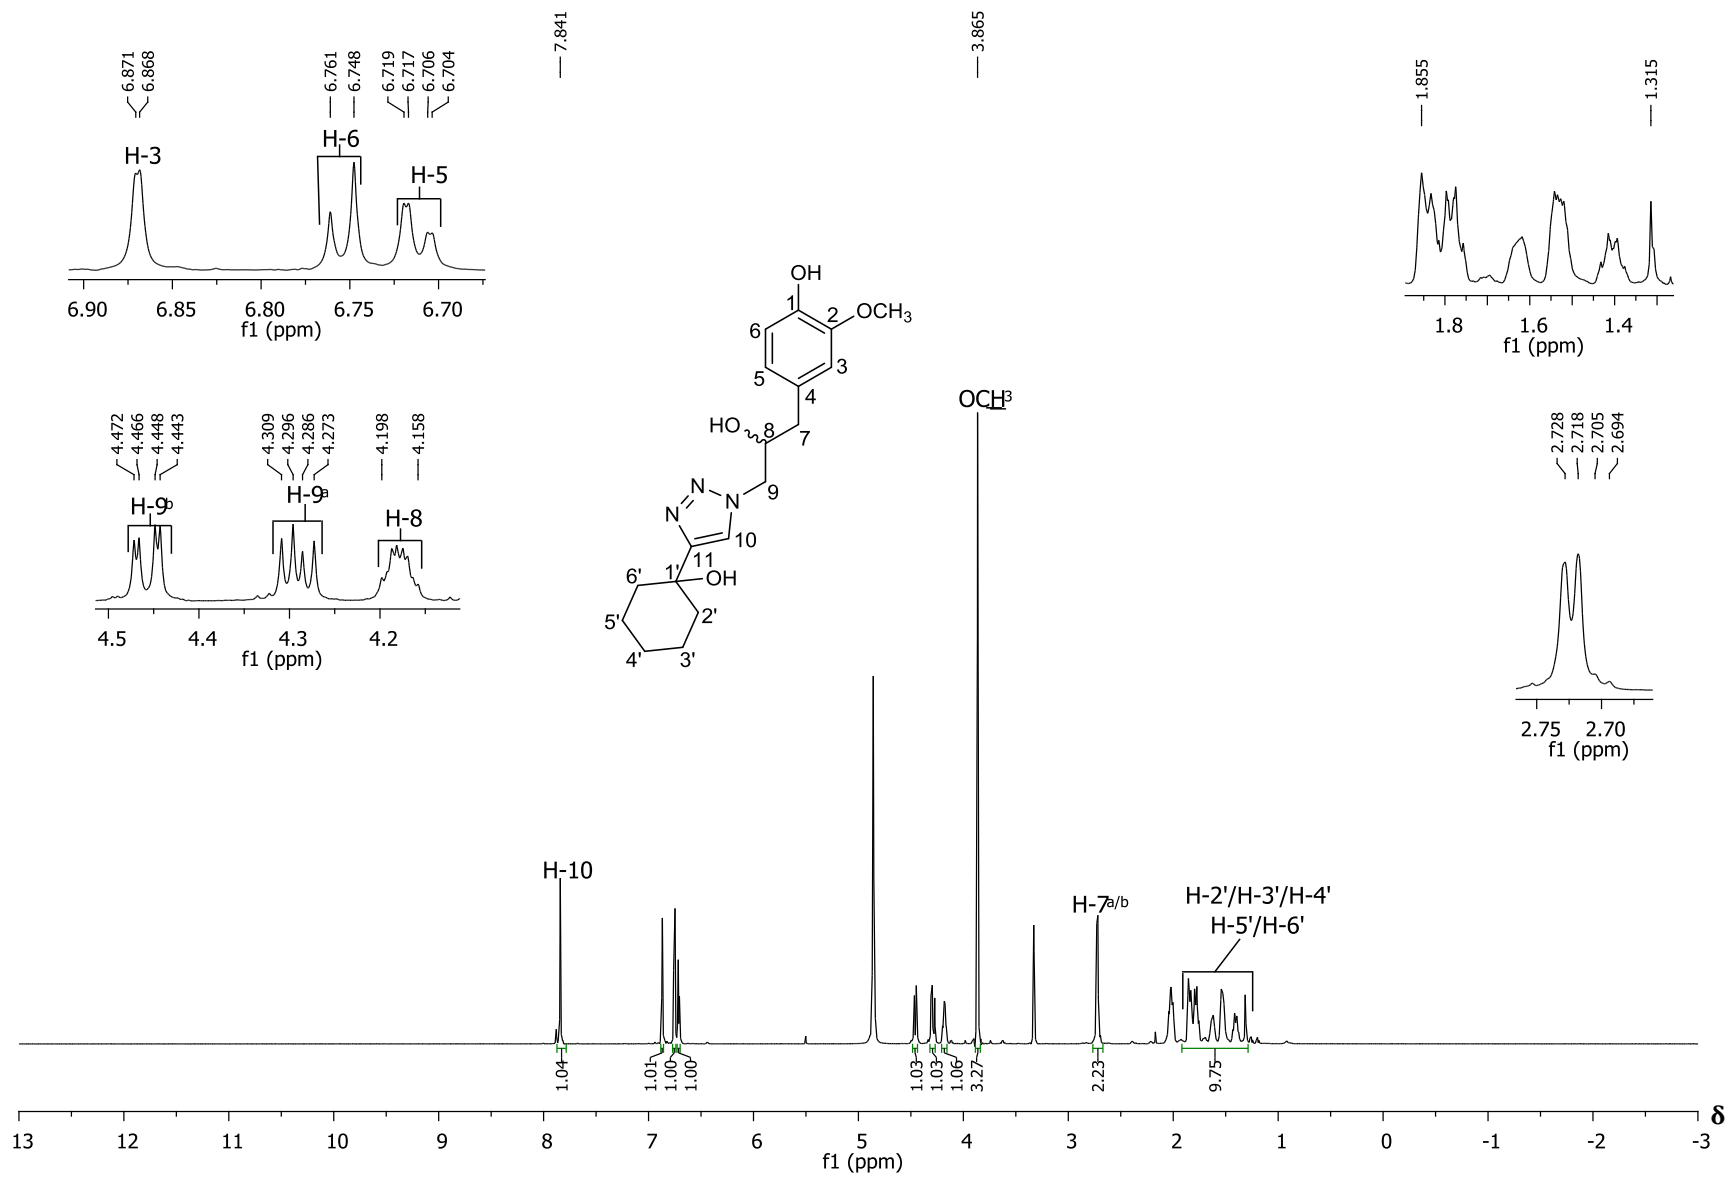 7.841
3.865
6.871
6.868
6.761
6.748
6.719
6.717
6.706
6.704
H-3
H-6
H-5
6.90 6.85 6.80 6.75 6.70
f1 (ppm)
1.855
1.315
1.8 1.6 1.4
f1 (ppm)
4.472
4.466
4.448
4.443
4.309
4.296
4.286
4.273
4.198
4.158
H-9b
H-9a
H-8
4.5 4.4 4.3 4.2
f1 (ppm)
OH
1
2
OCH3
6
3
5
4
HO
8
7
9
N
N
N
10
11
1'
OH
6'
2'
5'
4'
3'
OCH3
2.728
2.718
2.705
2.694
2.75 2.70
f1 (ppm)
H-10
H-7a/b
H-2'/H-3'/H-4'
H-5'/H-6'
1.04
1.01
1.00
1.00
1.03
1.03
1.06
3.27
2.23
9.75
13 12 11 10 9 8 7 6 5 4 3 2 1 0 -1 -2 -3
δ
f1 (ppm)